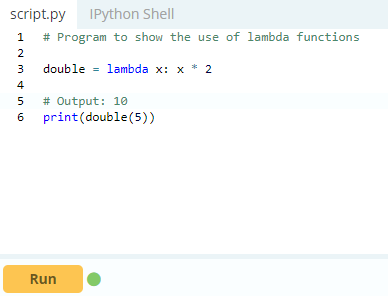 script.py IPython Shell
1 # Program to show the use of lambda functions
2
3 double = lambda x: x * 2
4
5 # Output: 10
6 print(double(5))
Run